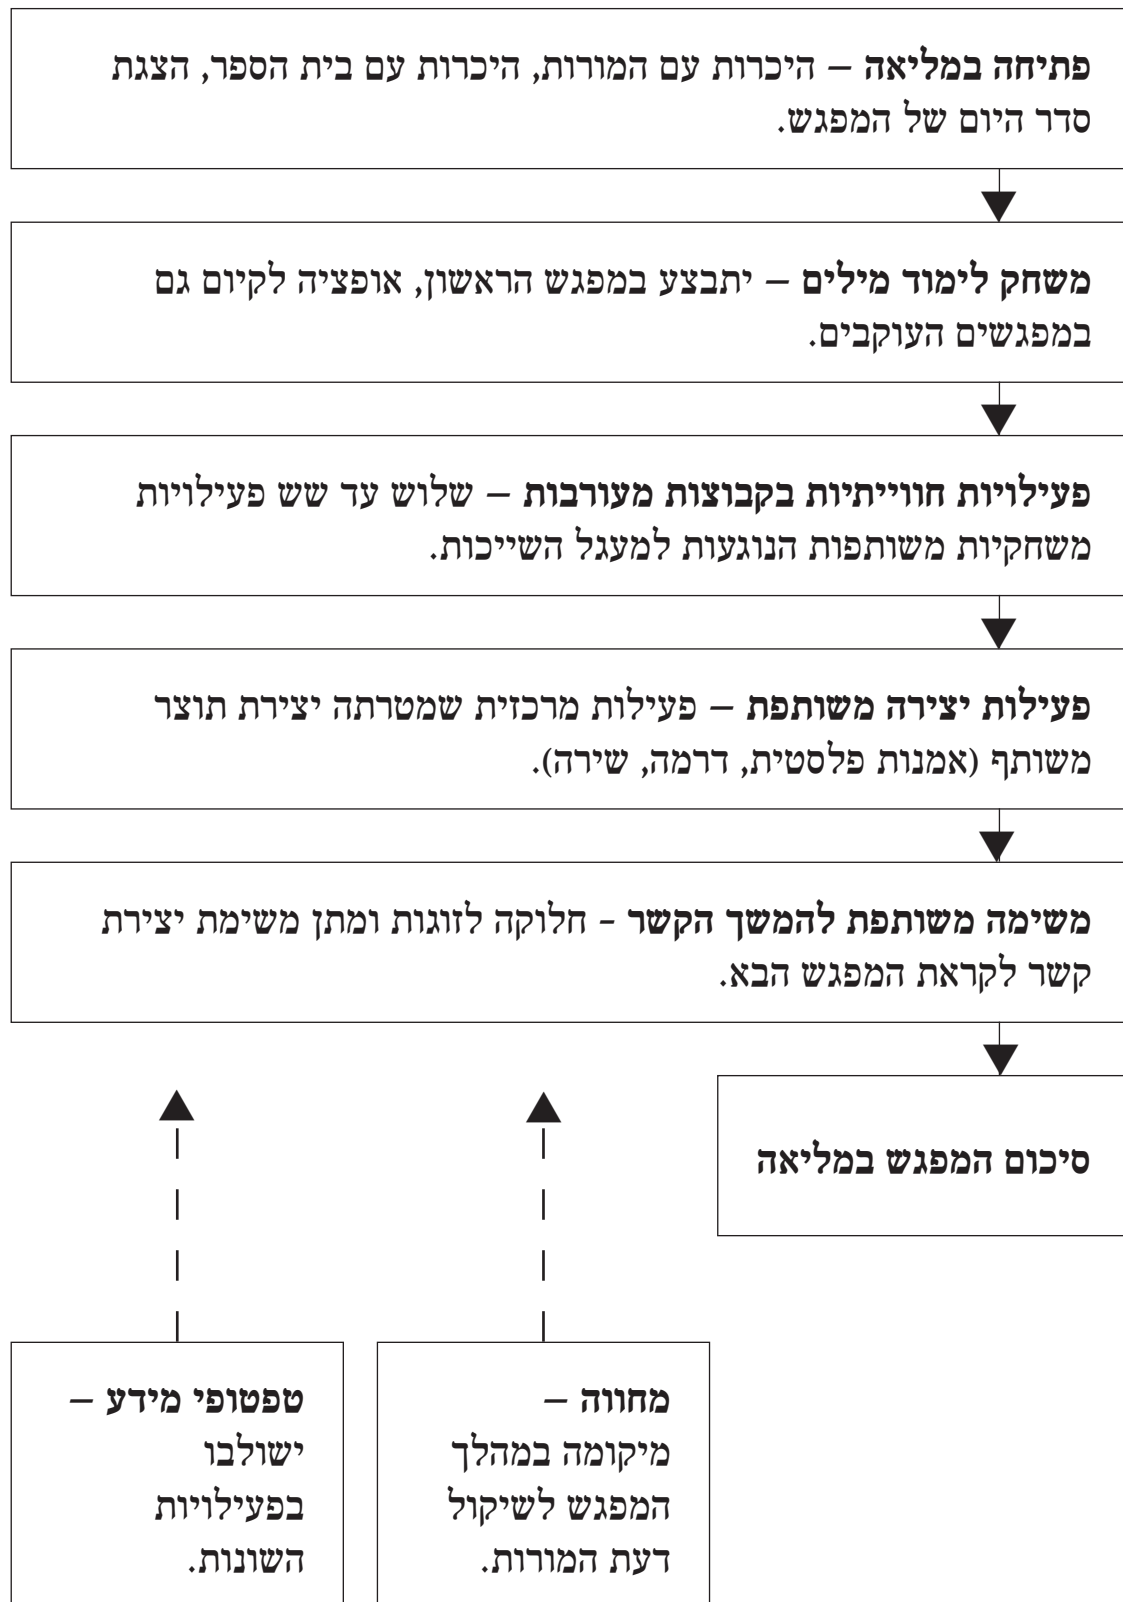 פתיחה במליאה – היכרות עם המורות, היכרות עם בית הספר, הצגת
סדר היום של המפגש.
משחק לימוד מילים – יתבצע במפגש הראשון, אופציה לקיום גם
במפגשים העוקבים.
פעילויות חווייתיות בקבוצות מעורבות – שלוש עד שש פעילויות
משחקיות משותפות הנוגעות למעגל השייכות.
פעילות יצירה משותפת – פעילות מרכזית שמטרתה יצירת תוצר
משותף (אמנות פלסטית, דרמה, שירה).
משימה משותפת להמשך הקשר - חלוקה לזוגות ומתן משימת יצירת
קשר לקראת המפגש הבא.
סיכום המפגש במליאה
מחווה –
מיקומה במהלך
המפגש לשיקול
דעת המורות.
טפטופי מידע –
ישולבו
בפעילויות
השונות.